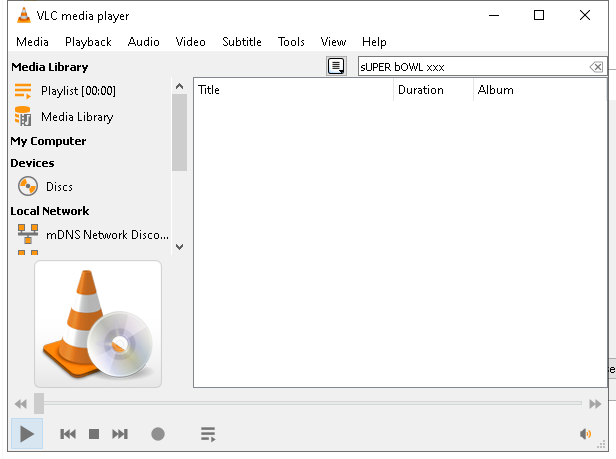 VLC media player
Media Playback Audio Video Subtitle Tools View Help
Media Library
sUPER bOWL xxx
Playlist [00:00]
Title Duration Album
Media Library
My Computer
Devices
Discs
Local Network
mDNS Network Disco...